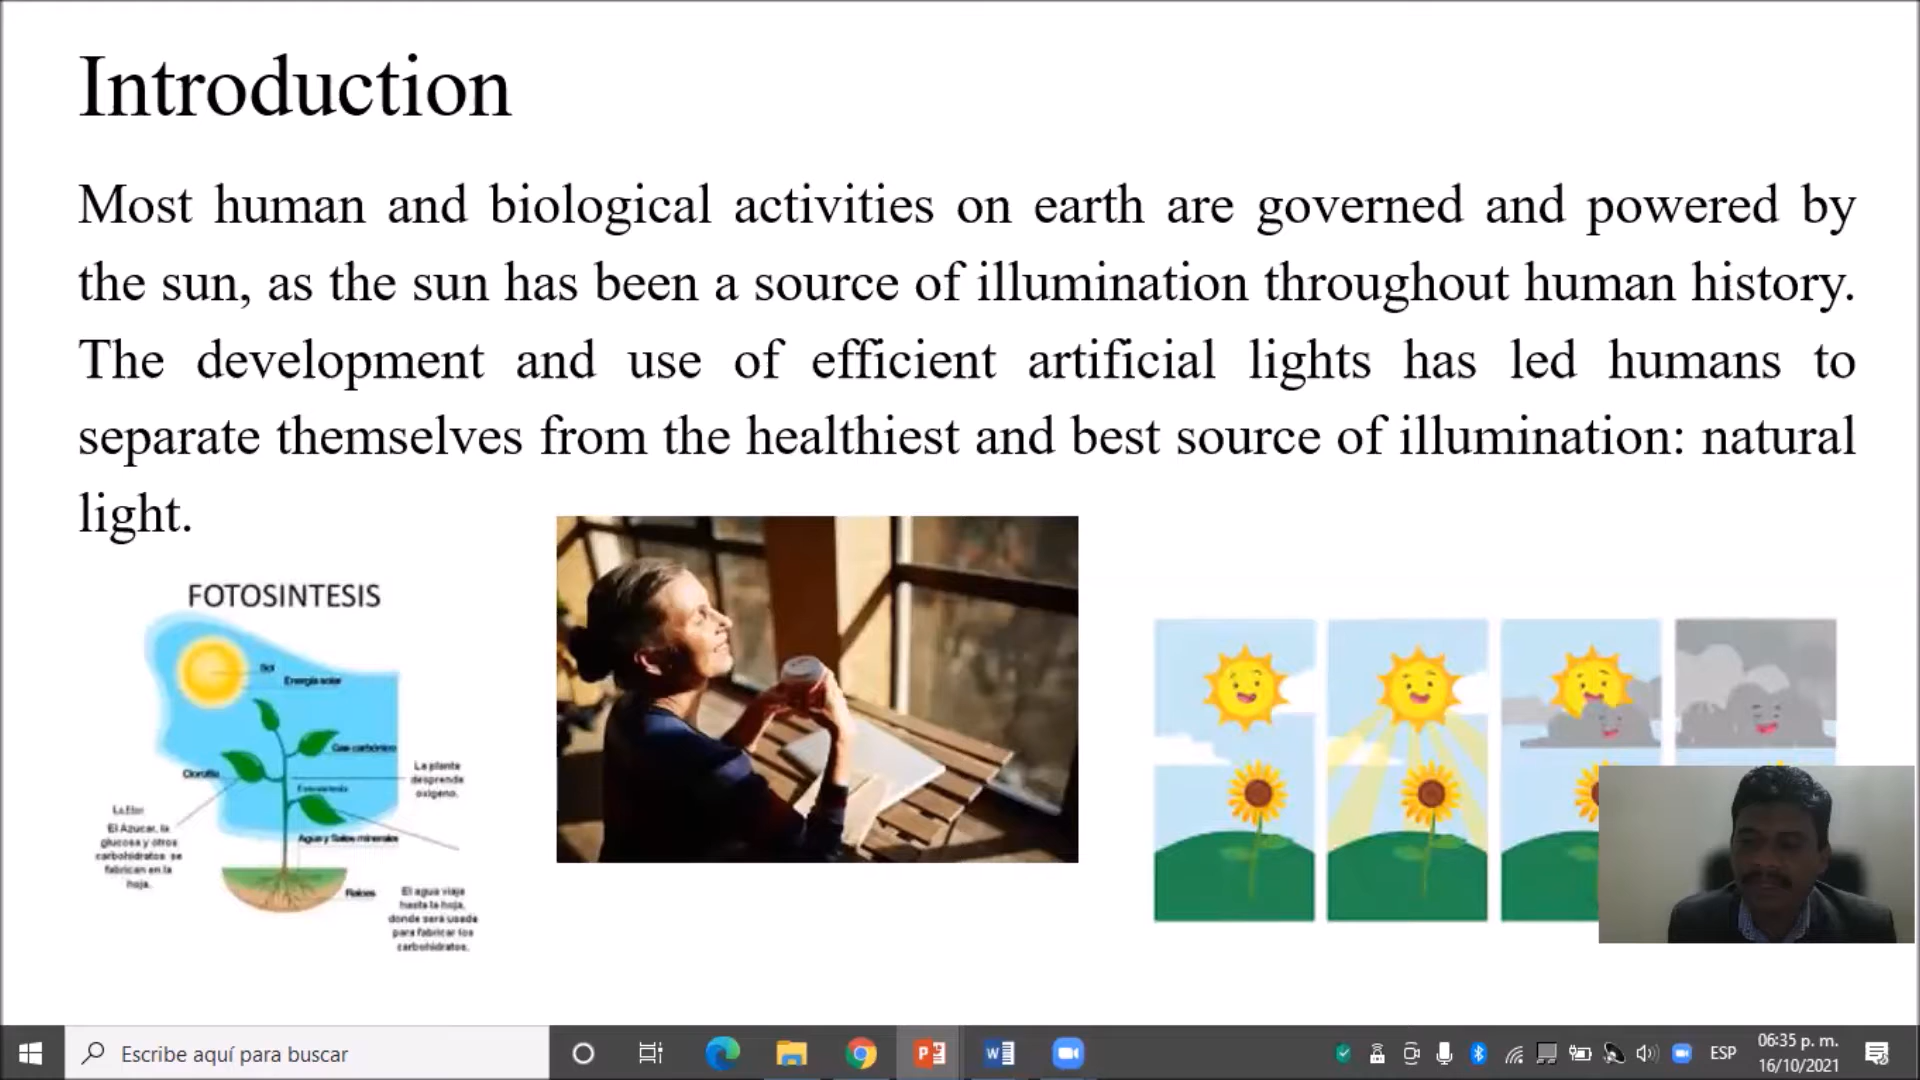 Introduction
Most human and biological activities on earth are governed and powered by
the sun, as the sun has been a source of illumination throughout human history.
The development and use of efficient artificial lights has led humans to
separate themselves from the healthiest and best source of illumination: natural
light.
FOTOSINTESIS
Sol
Energía solar
Gas carbónico
Clorofila
La planta
desprende
oxígeno.
Fotosíntesis
El Azucar, la
glucosa y otros
carbohidratos se
fabrican en la
hoja.
Agua y Sales minerales
Raíces
El agua viaja
hasta la hoja,
donde será usada
para fabricar los
carbohidratos.
Escribe aquí para buscar
ESP
06:35 p. m.
16/10/2021